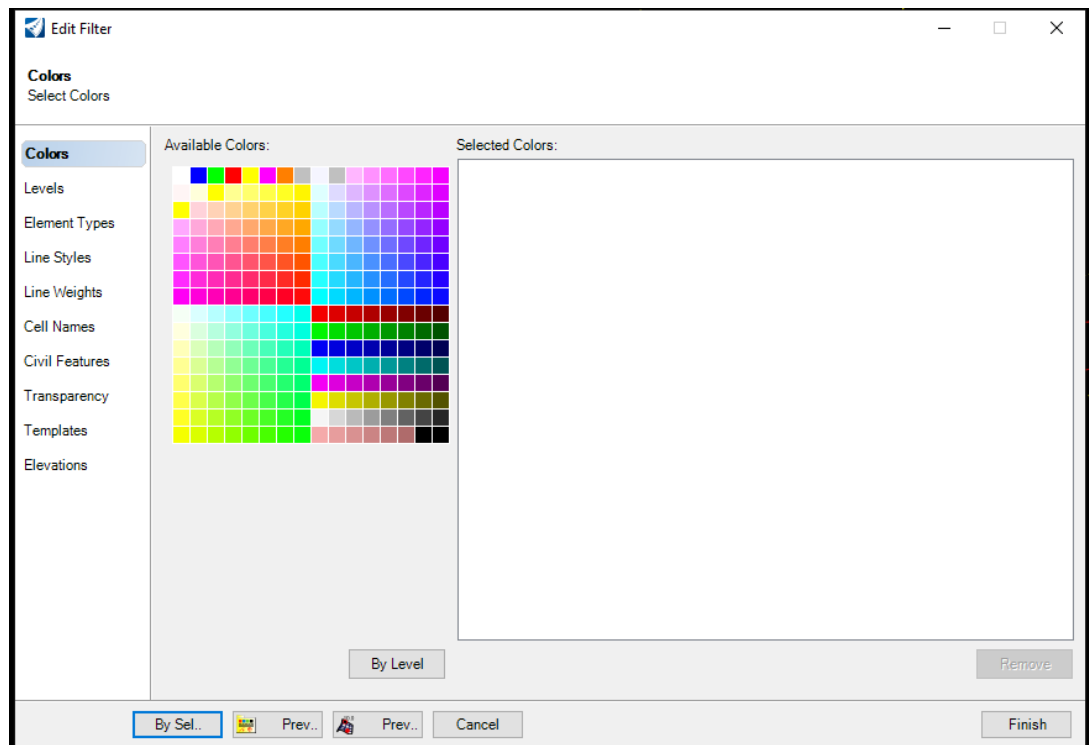 Edit Filter
Colors
Select Colors
Colors
Levels
Element Types
Line Styles
Line Weights
Cell Names
Civil Features
Transparency
Templates
Elevations
Available Colors:
Selected Colors:
By Level
Remove
By Sel..
Prev..
Prev..
Cancel
Finish